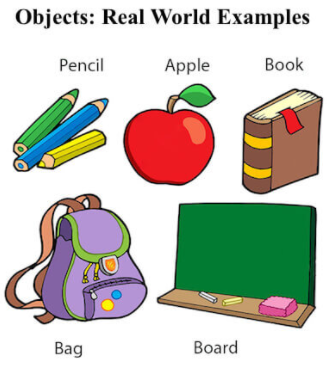 Objects: Real World Examples
Pencil Apple Book
Bag Board